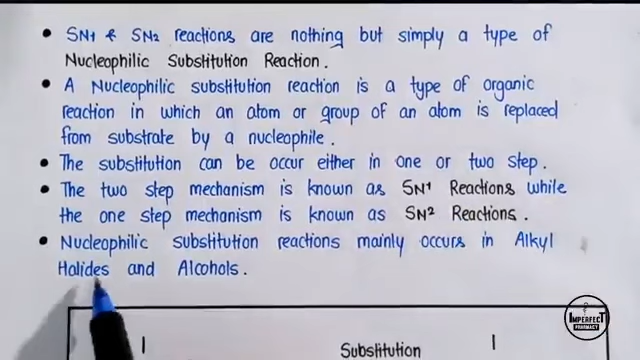 SN1 & SN2 reactions are nothing but simply a type of
Nucleophilic Substitution Reaction.
A Nucleophilic substitution reaction is a type of organic
reaction in which an atom or group of an atom is replaced
from substrate by a nucleophile.
The substitution can be occur either in one or two step.
The two step mechanism is known as SN1 Reactions while
the one step mechanism is known as SN2 Reactions.
Nucleophilic substitution reactions mainly occurs in Alkyl
Halides and Alcohols.
IMPERFECT
PHARMACY
Substitution